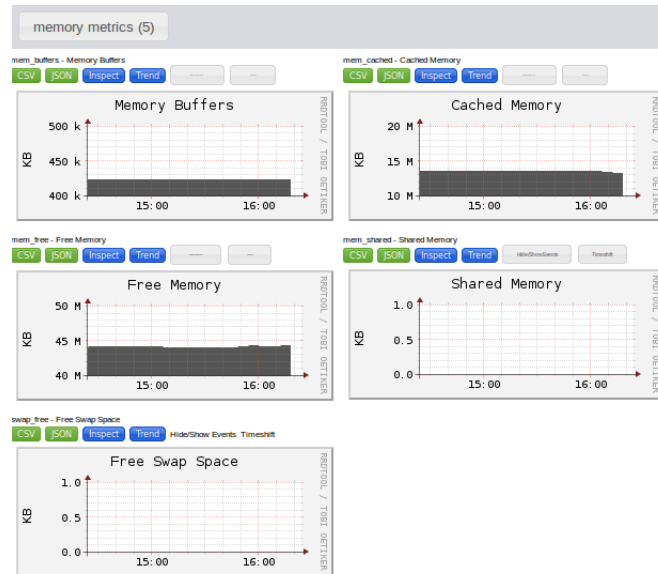 memory metrics (5)
mem_buffers - Memory Buffers
CSV JSON Inspect Trend
Memory Buffers
500 k
450 k
400 k
KB
15:00 16:00
RRDTOOL / TOBI OETIKER
mem_cached - Cached Memory
CSV JSON Inspect Trend
Cached Memory
20 M
15 M
10 M
KB
15:00 16:00
RRDTOOL / TOBI OETIKER
mem_free - Free Memory
CSV JSON Inspect Trend
Free Memory
50 M
45 M
40 M
KB
15:00 16:00
RRDTOOL / TOBI OETIKER
mem_shared - Shared Memory
CSV JSON Inspect Trend Hide/Show Events Timeshift
Shared Memory
1.0
0.5
0.0
KB
15:00 16:00
RRDTOOL / TOBI OETIKER
swap_free - Free Swap Space
CSV JSON Inspect Trend Hide/Show Events Timeshift
Free Swap Space
1.0
0.5
0.0
KB
15:00 16:00
RRDTOOL / TOBI OETIKER